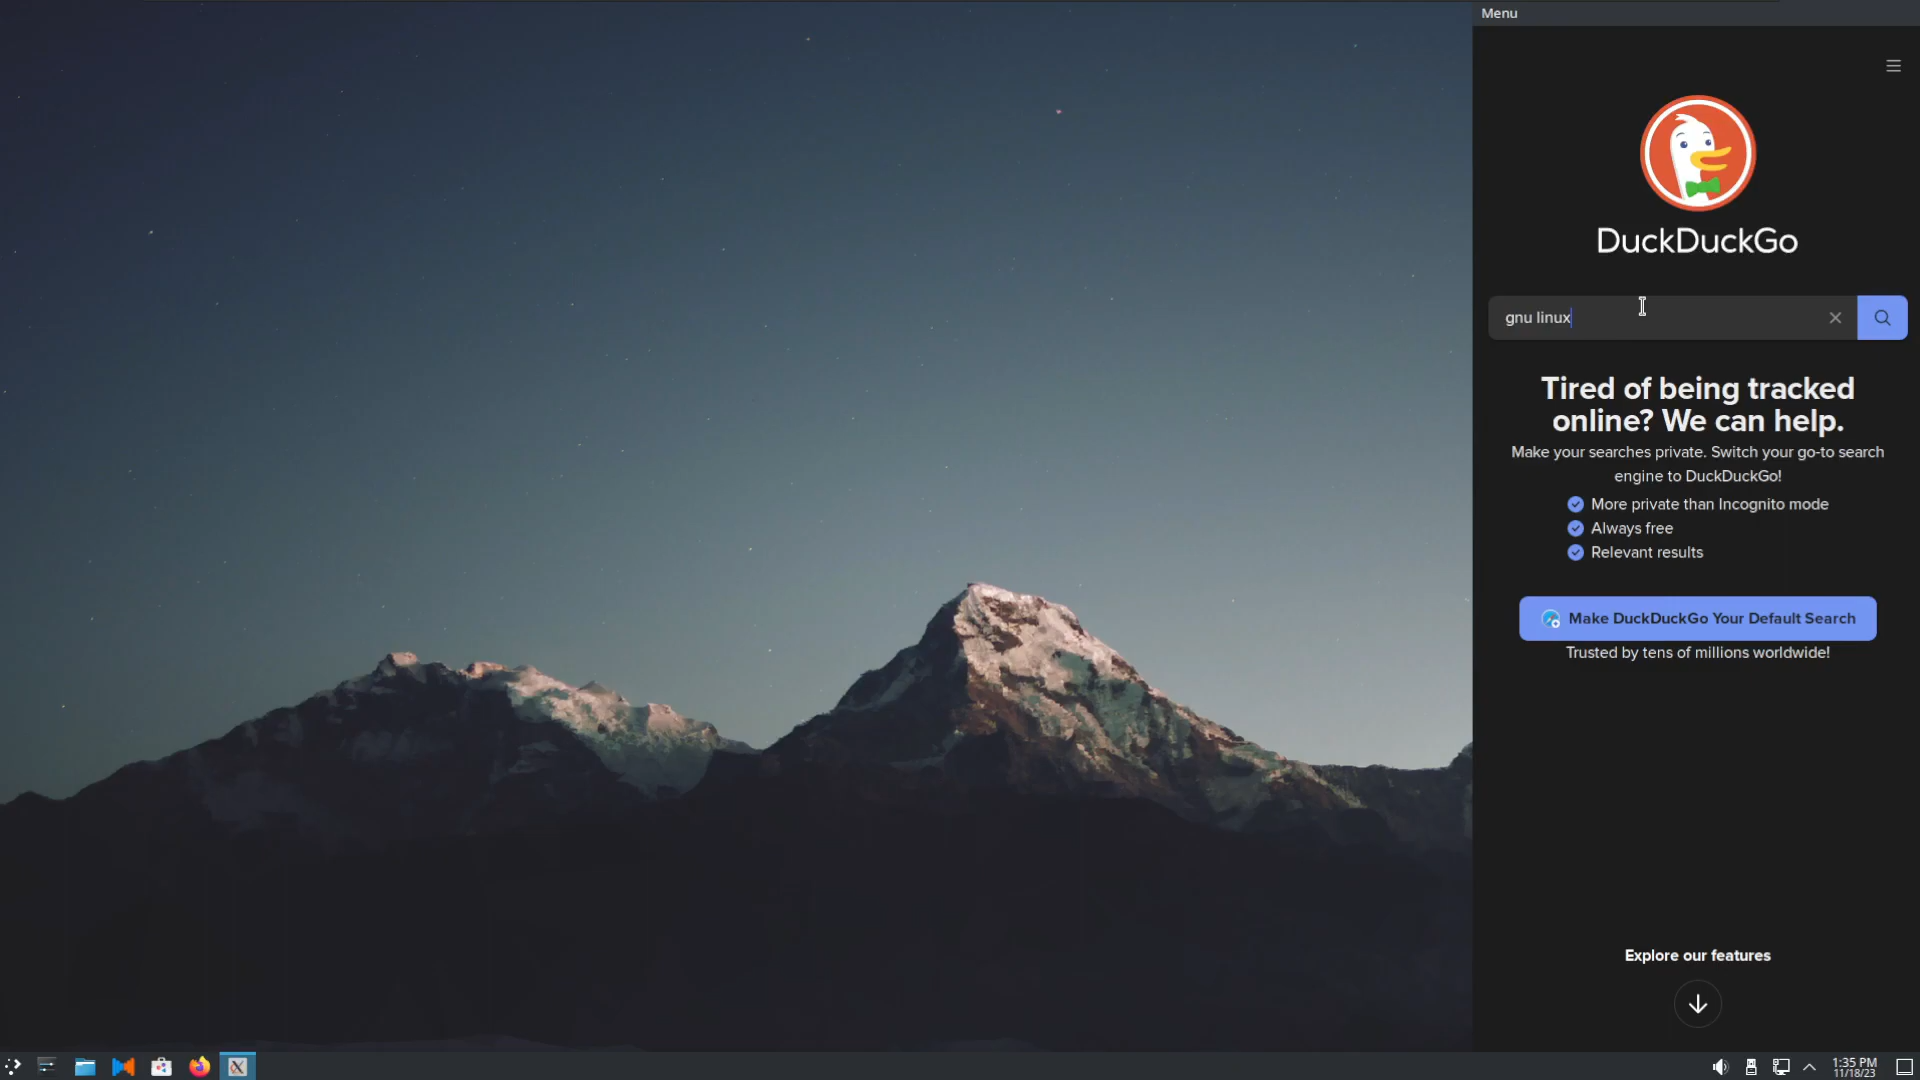 Menu
DuckDuckGo
gnu linux
Tired of being tracked
online? We can help.
Make your searches private. Switch your go-to search
engine to DuckDuckGo!
More private than Incognito mode
Always free
Relevant results
Make DuckDuckGo Your Default Search
Trusted by tens of millions worldwide!
Explore our features
1:35 PM
11/18/23